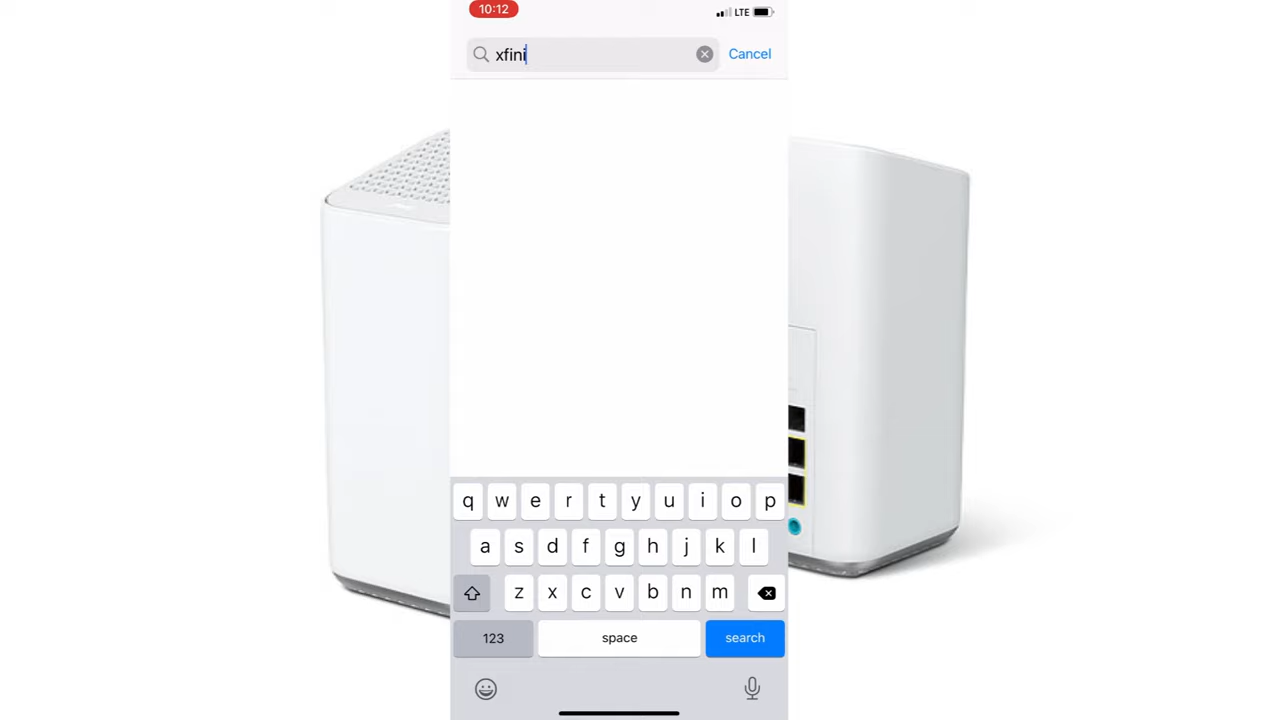 10:12
LTE
xfini
Cancel
q w e r t y u i o p
a s d f g h j k l
z x c v b n m
123 space search